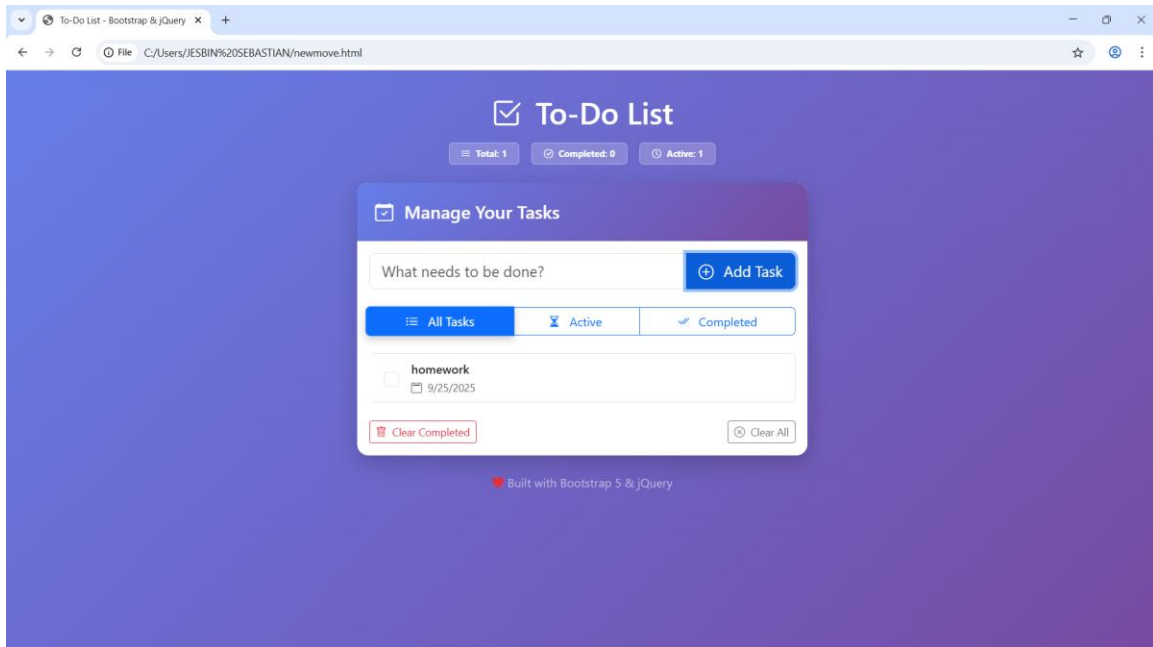 To-Do List - Bootstrap & jQuery
File C:/Users/JESBIN%20SEBASTIAN/newmove.html
To-Do List
Total: 1 Completed: 0 Active: 1
Manage Your Tasks
What needs to be done? Add Task
All Tasks Active Completed
homework
9/25/2025
Clear Completed Clear All
Built with Bootstrap 5 & jQuery